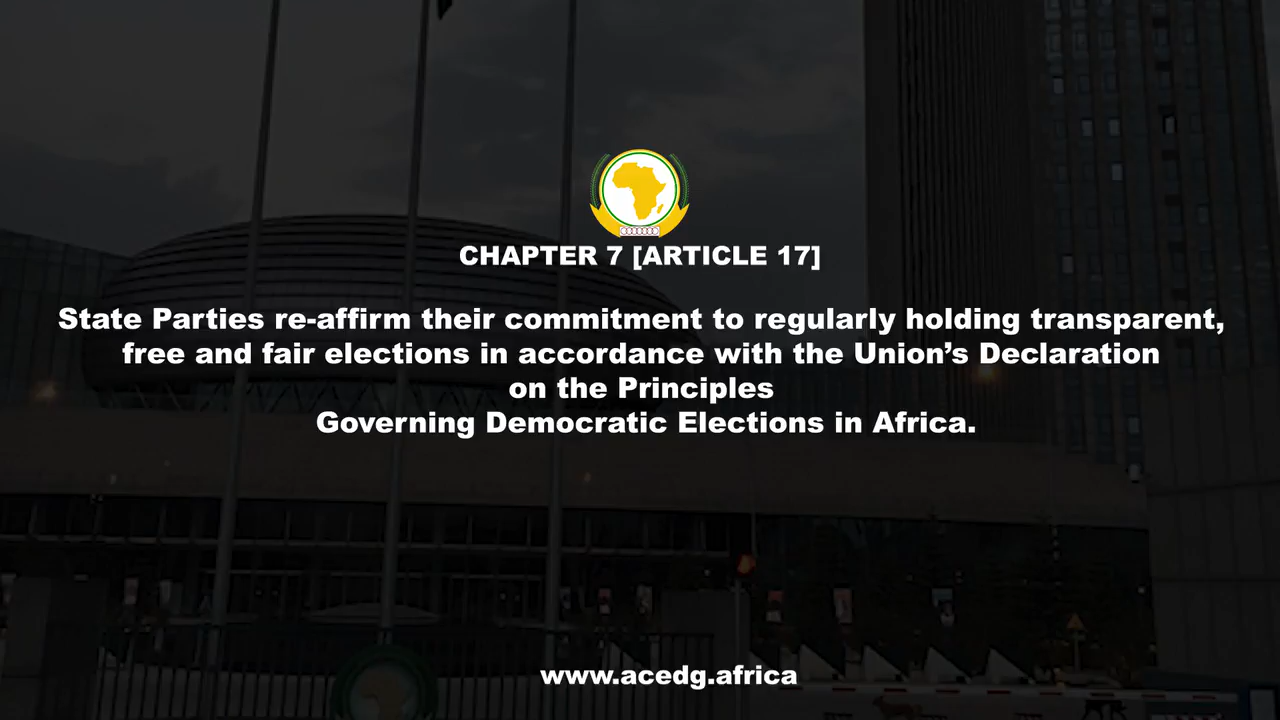 CHAPTER 7 [ARTICLE 17]
State Parties re-affirm their commitment to regularly holding transparent,
free and fair elections in accordance with the Union’s Declaration
on the Principles
Governing Democratic Elections in Africa.
www.acedg.africa